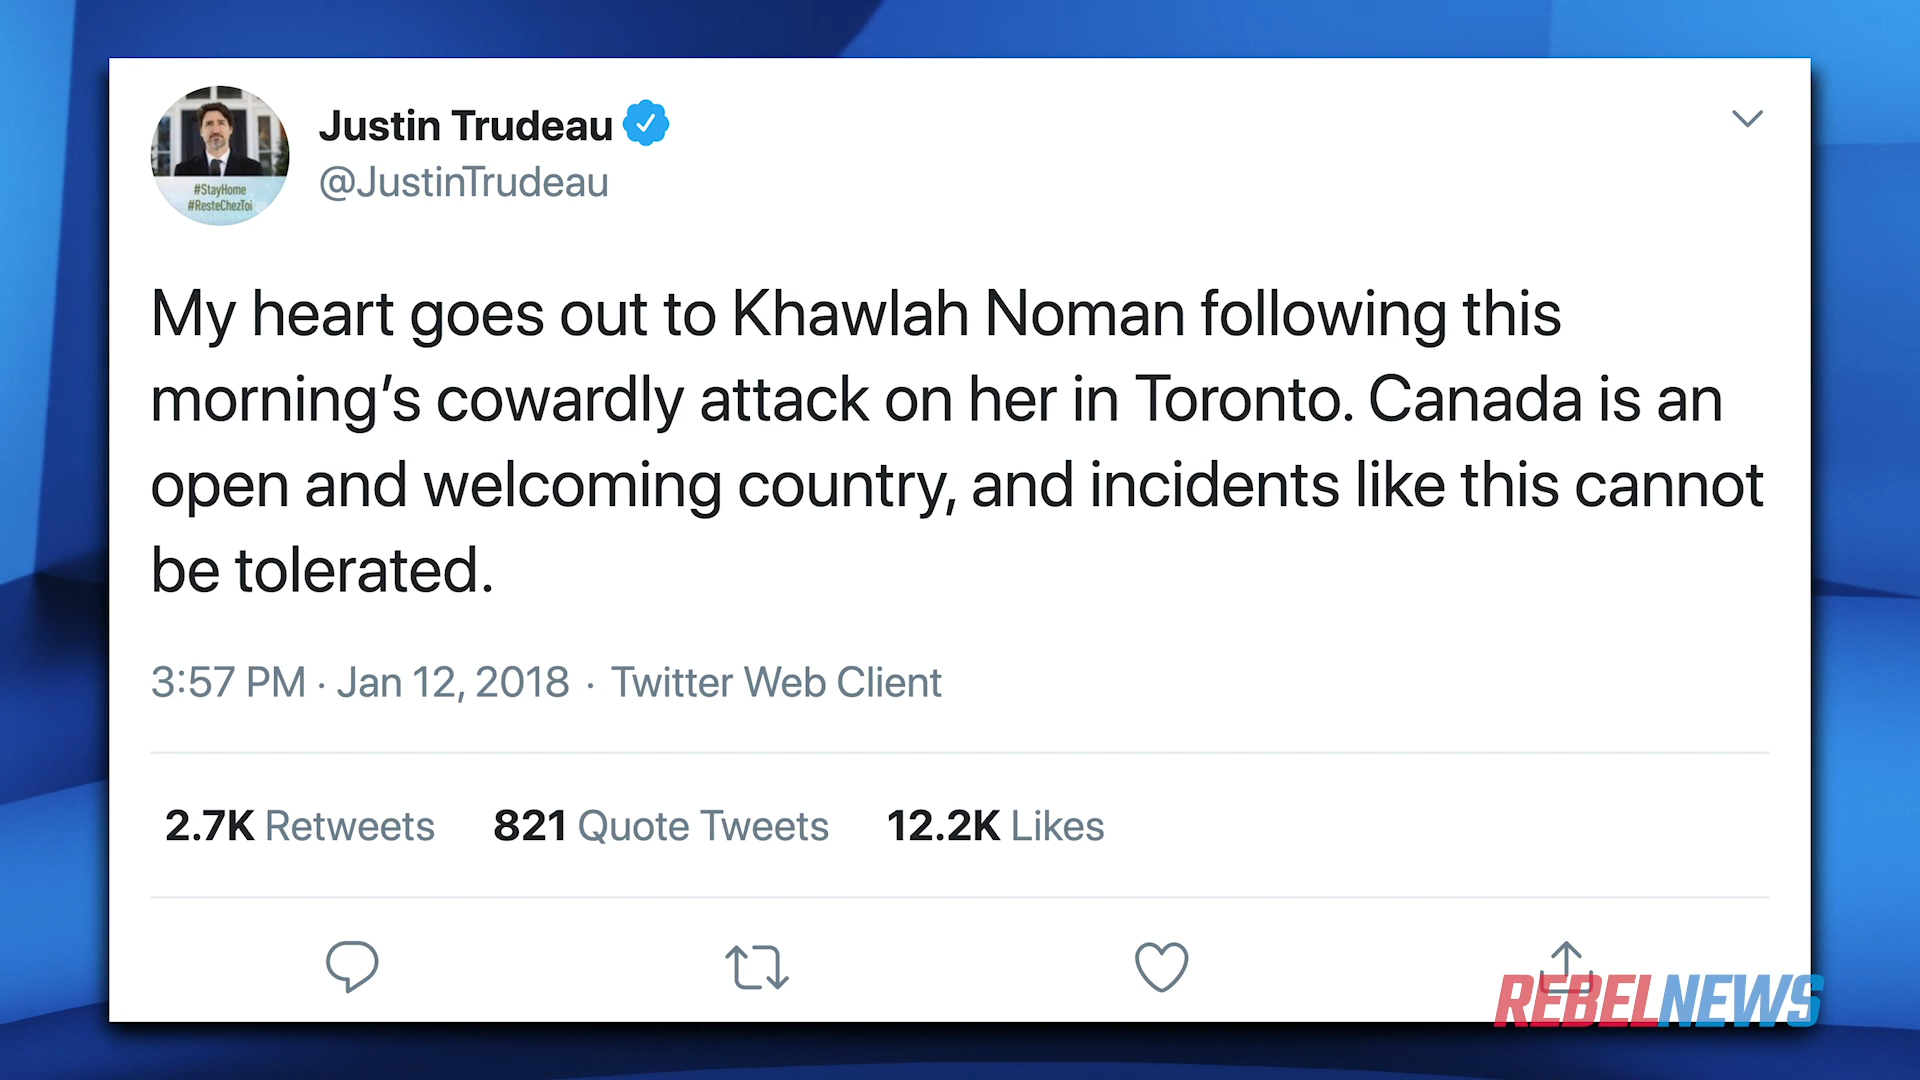 Justin Trudeau
@JustinTrudeau
#StayHome
#ResteChezToi
My heart goes out to Khawlah Noman following this
morning’s cowardly attack on her in Toronto. Canada is an
open and welcoming country, and incidents like this cannot
be tolerated.
3:57 PM · Jan 12, 2018 · Twitter Web Client
2.7K Retweets 821 Quote Tweets 12.2K Likes
REBELNEWS